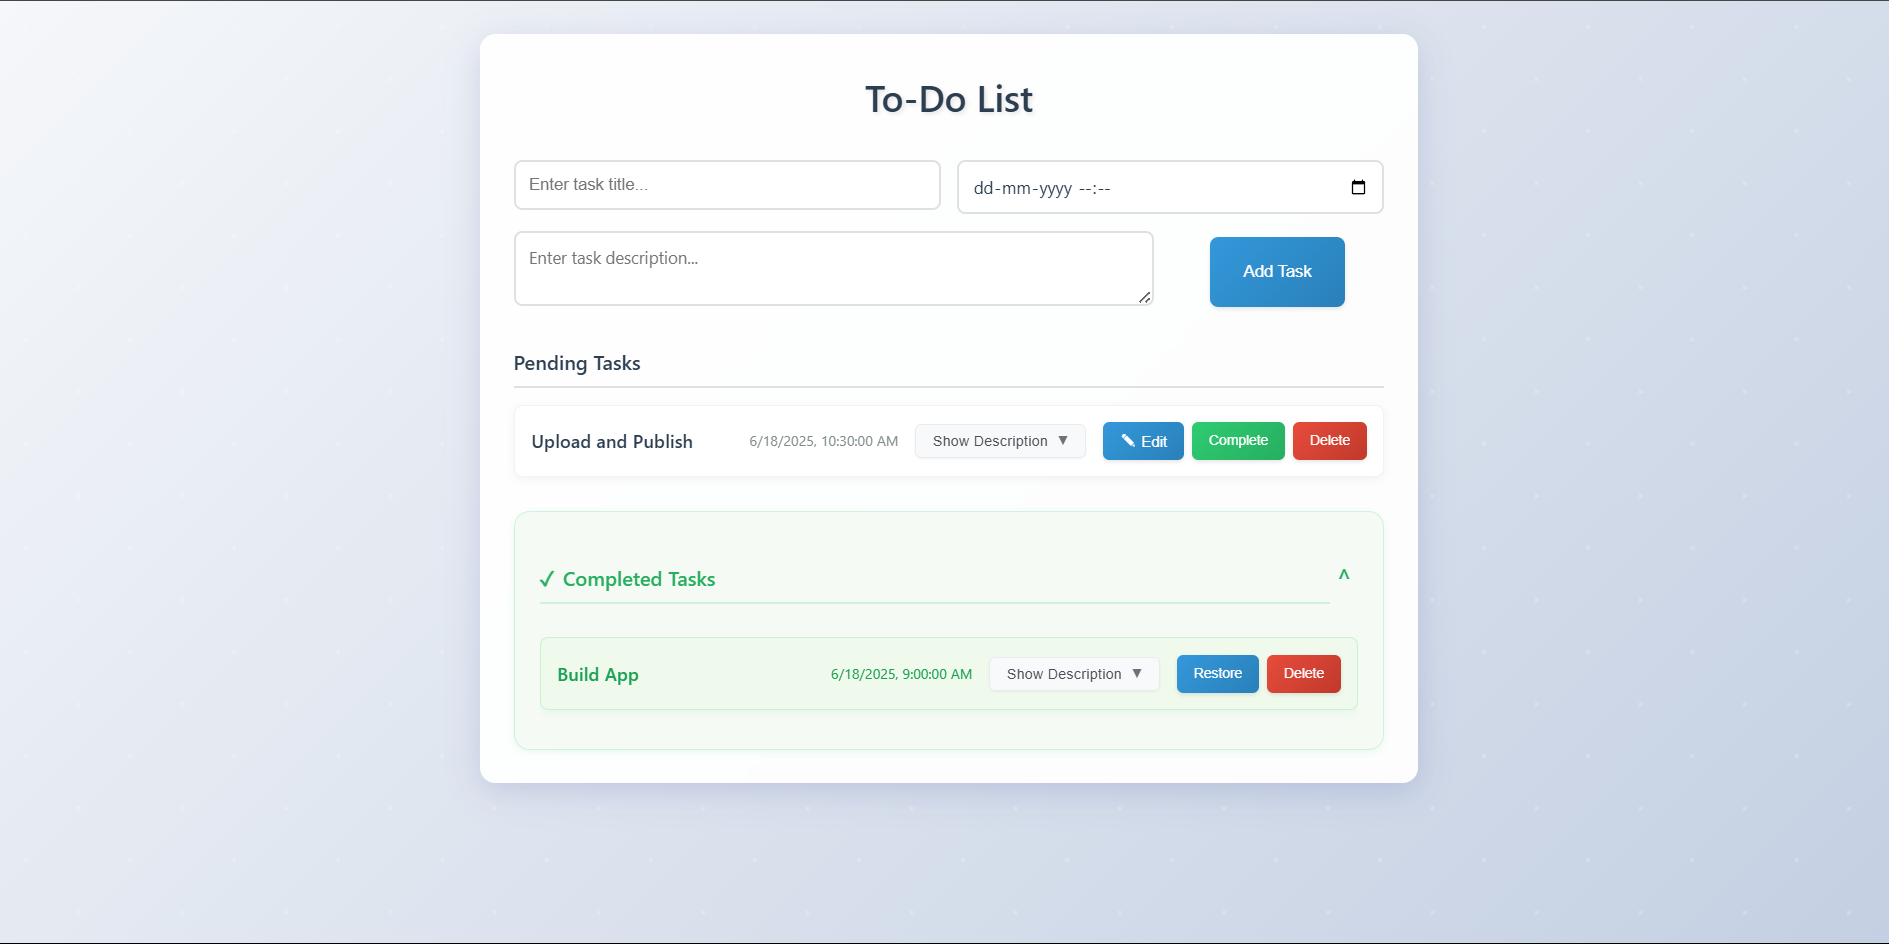 To-Do List
Enter task title...
dd-mm-yyyy --:--
Enter task description...
Add Task
Pending Tasks
Upload and Publish 6/18/2025, 10:30:00 AM Show Description ▼ ✏ Edit Complete Delete
✓ Completed Tasks ^
Build App 6/18/2025, 9:00:00 AM Show Description ▼ Restore Delete